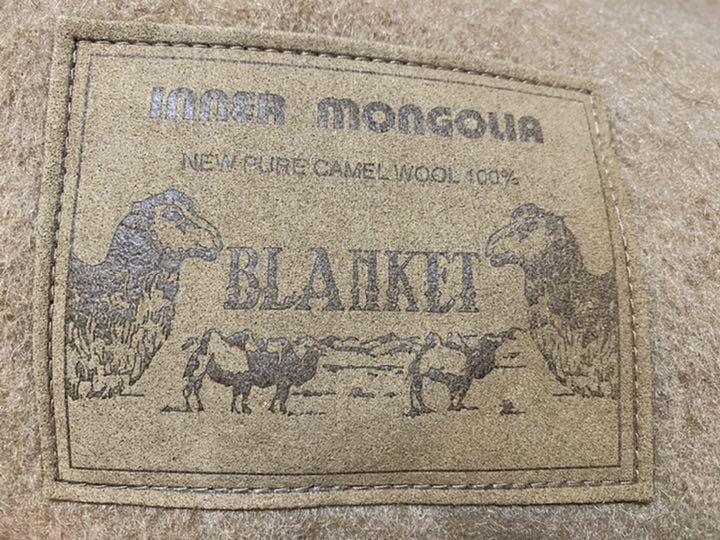 INNER MONGOLIA
NEW PURE CAMEL WOOL 100%
BLANKET